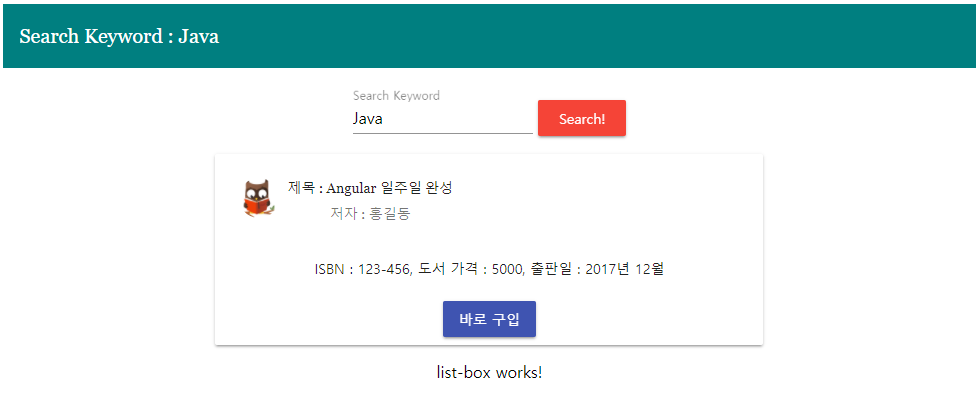 Search Keyword : Java
Search Keyword
Java
Search!
제목 : Angular 일주일 완성
저자 : 홍길동
ISBN : 123-456, 도서 가격 : 5000, 출판일 : 2017년 12월
바로 구입
list-box works!